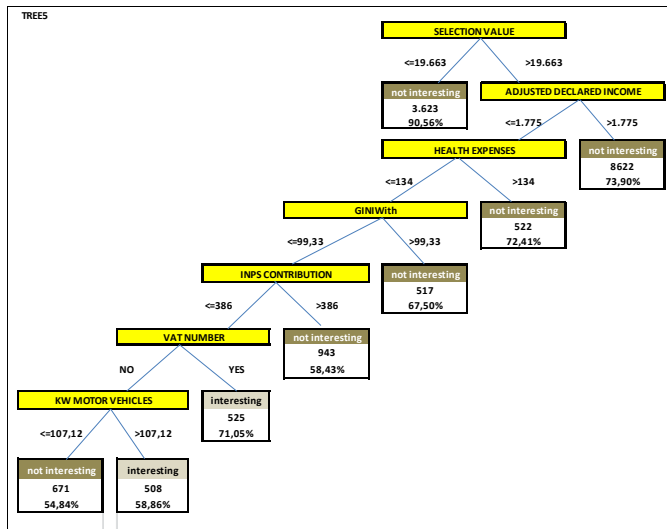 TREE5
SELECTION VALUE
<=19.663
>19.663
not interesting
3.623
90,56%
ADJUSTED DECLARED INCOME
<=1.775
>1.775
HEALTH EXPENSES
not interesting
8622
73,90%
<=134
>134
GINIWith
not interesting
522
72,41%
<=99,33
>99,33
INPS CONTRIBUTION
not interesting
517
67,50%
<=386
>386
VAT NUMBER
not interesting
943
58,43%
NO
YES
KW MOTOR VEHICLES
interesting
525
71,05%
<=107,12
>107,12
not interesting
671
54,84%
interesting
508
58,86%